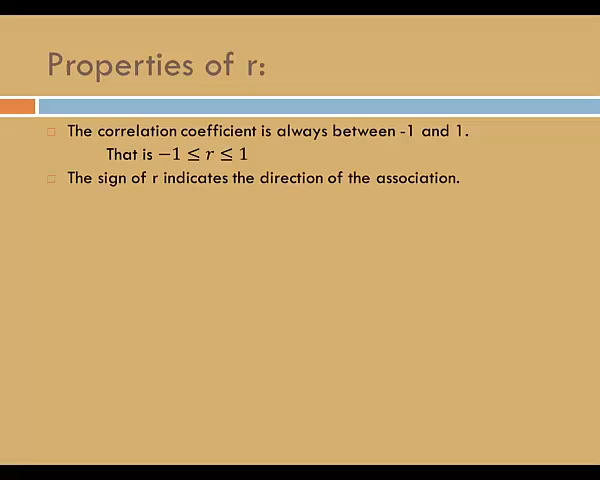 Properties of r:
The correlation coefficient is always between -1 and 1.
That is −1 ≤ r ≤ 1
The sign of r indicates the direction of the association.